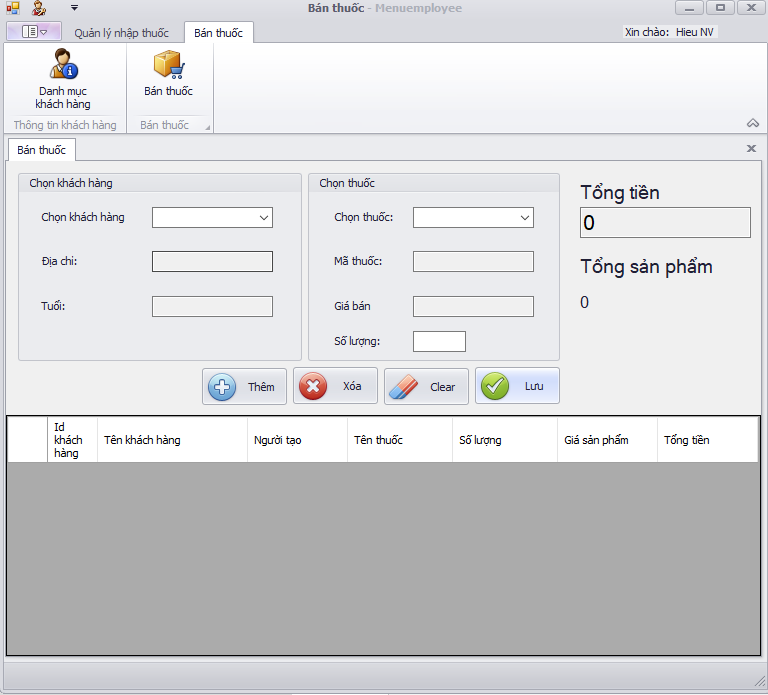 Bán thuốc - Menuemployee
Quản lý nhập thuốc
Bán thuốc
Xin chào: Hieu NV
Danh mục
khách hàng
Bán thuốc
Thông tin khách hàng
Bán thuốc
Bán thuốc
Chọn khách hàng
Chọn khách hàng
Địa chỉ:
Tuổi:
Chọn thuốc
Chọn thuốc:
Mã thuốc:
Giá bán
Số lượng:
Tổng tiền
0
Tổng sản phẩm
0
Thêm
Xóa
Clear
Lưu
Id
khách
hàng
Tên khách hàng
Người tạo
Tên thuốc
Số lượng
Giá sản phẩm
Tổng tiền